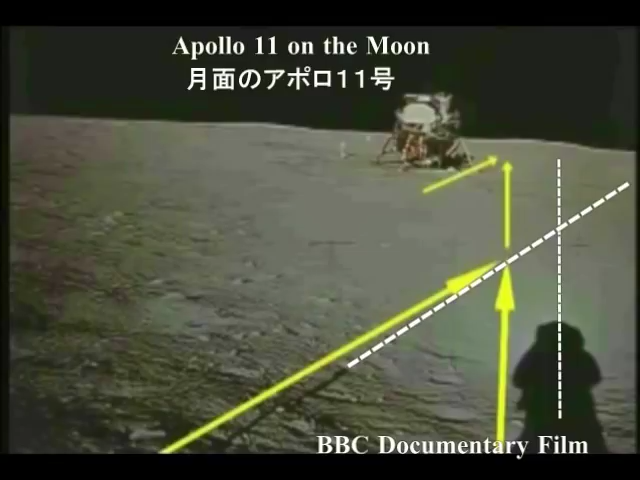 Apollo 11 on the Moon
月面のアポロ１１号
BBC Documentary Film